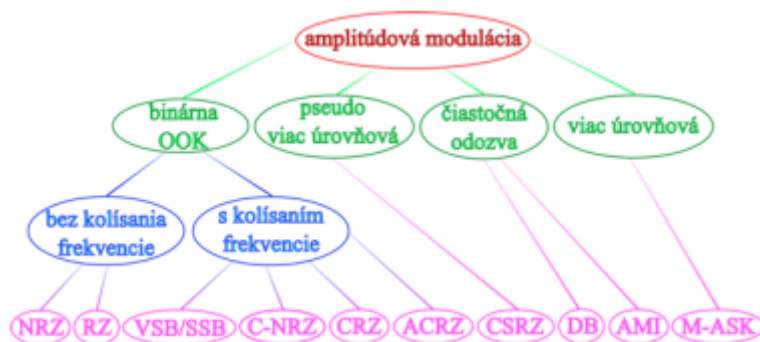 amplitúdová modulácia
binárna
OOK
pseudo
viac úrovňová
čiastočná
odozva
viac úrovňová
bez kolísania
frekvencie
s kolísaním
frekvencie
NRZ
RZ
VSB/SSB
C-NRZ
CRZ
ACRZ
CSRZ
DB
AMI
M-ASK